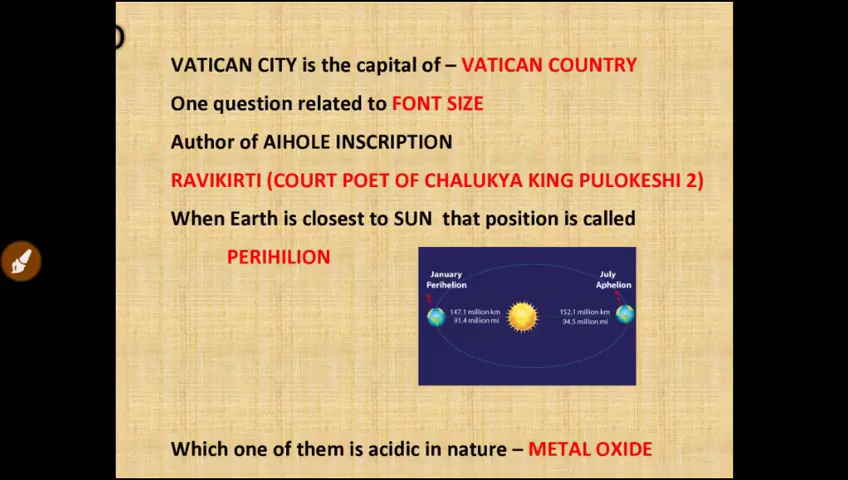 VATICAN CITY is the capital of – VATICAN COUNTRY
One question related to FONT SIZE
Author of AIHOLE INSCRIPTION
RAVIKIRTI (COURT POET OF CHALUKYA KING PULOKESHI 2)
When Earth is closest to SUN that position is called
PERIHILION
January
Perihelion
147.1 million km
91.4 million mi
July
Aphelion
152.1 million km
94.5 million mi
Which one of them is acidic in nature – METAL OXIDE